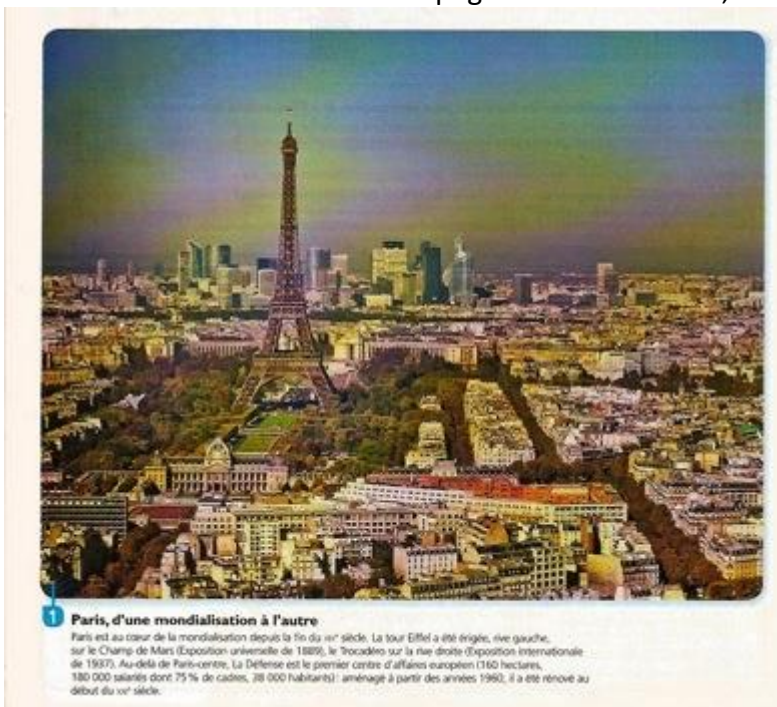 1 Paris, d'une mondialisation à l'autre
Paris est au cœur de la mondialisation depuis la fin du XIXe siècle. La tour Eiffel a été érigée, rive gauche,
sur le Champ de Mars (Exposition universelle de 1889), le Trocadéro sur la rive droite (Exposition internationale
de 1937). Au-delà de Paris-centre, La Défense est le premier centre d'affaires européen (160 hectares,
180 000 salariés dont 75 % de cadres, 38 000 habitants) : aménagé à partir des années 1960, il a été rénové au
début du XXIe siècle.